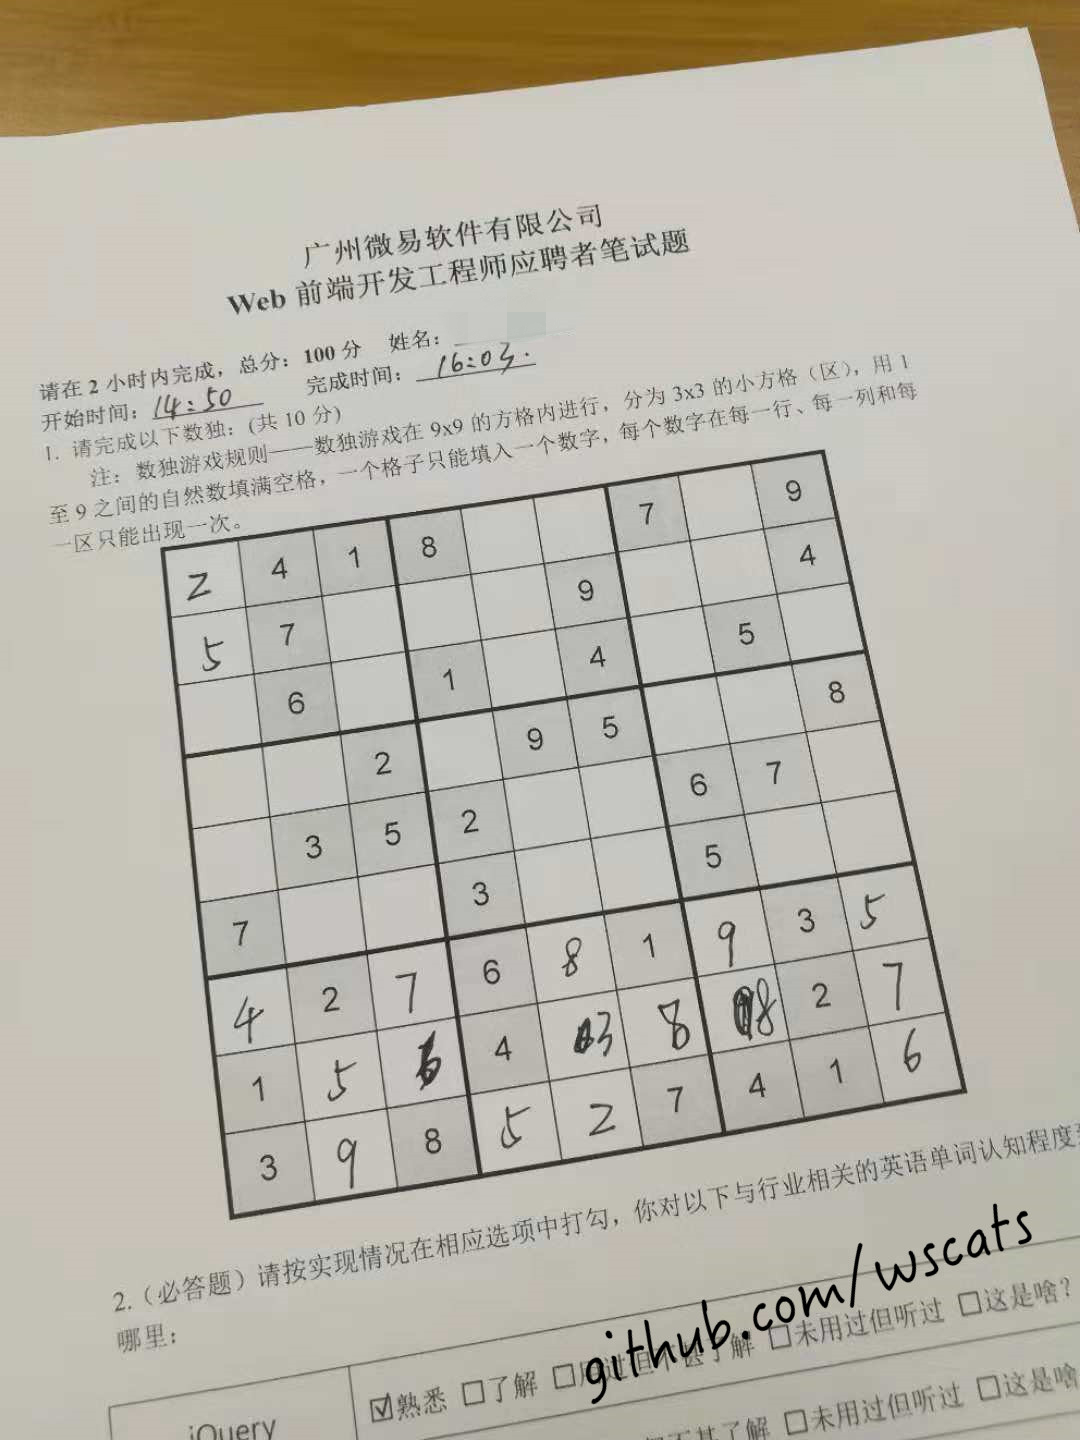 广州微易软件有限公司
Web 前端开发工程师应聘者笔试题
请在 2 小时内完成，总分：100 分 姓名：
开始时间：14:50 完成时间：16:03.
1. 请完成以下数独：(共 10 分)
注：数独游戏规则——数独游戏在 9x9 的方格内进行，分为 3x3 的小方格（区），用 1
至 9 之间的自然数填满空格，一个格子只能填入一个数字，每个数字在每一行、每一列和每
一区只能出现一次。
2 4 1 8 7 9
5 7 9 4
6 1 4 5
2 9 5 8
3 5 2 6 7
7 3 5
4 2 7 6 8 1 9 3 5
1 5 6 4 3 8 8 2 7
3 9 8 5 2 7 4 1 6
2.（必答题）请按实现情况在相应选项中打勾，你对以下与行业相关的英语单词认知程度
哪里：
jQuery ☑熟悉 □了解 □用过但不甚了解 □未用过但听过 □这是啥？
不甚了解 □未用过但听过 □这是啥
github.com/wscats